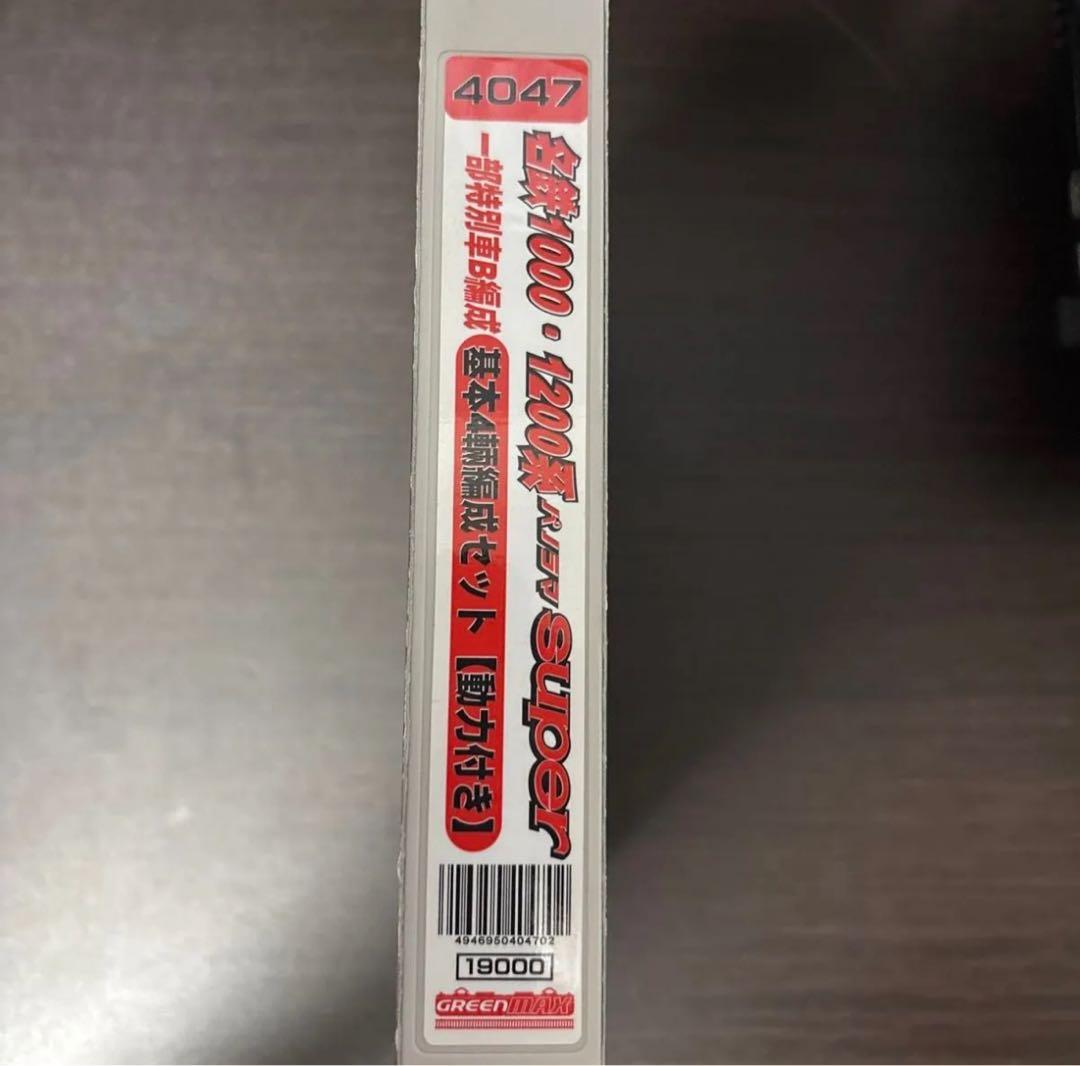 4047
名鉄1000・1200系パノラマsuper
一部特別車B編成 基本4輛編成セット【動力付き】
4946950404702
19000
GREENMAX